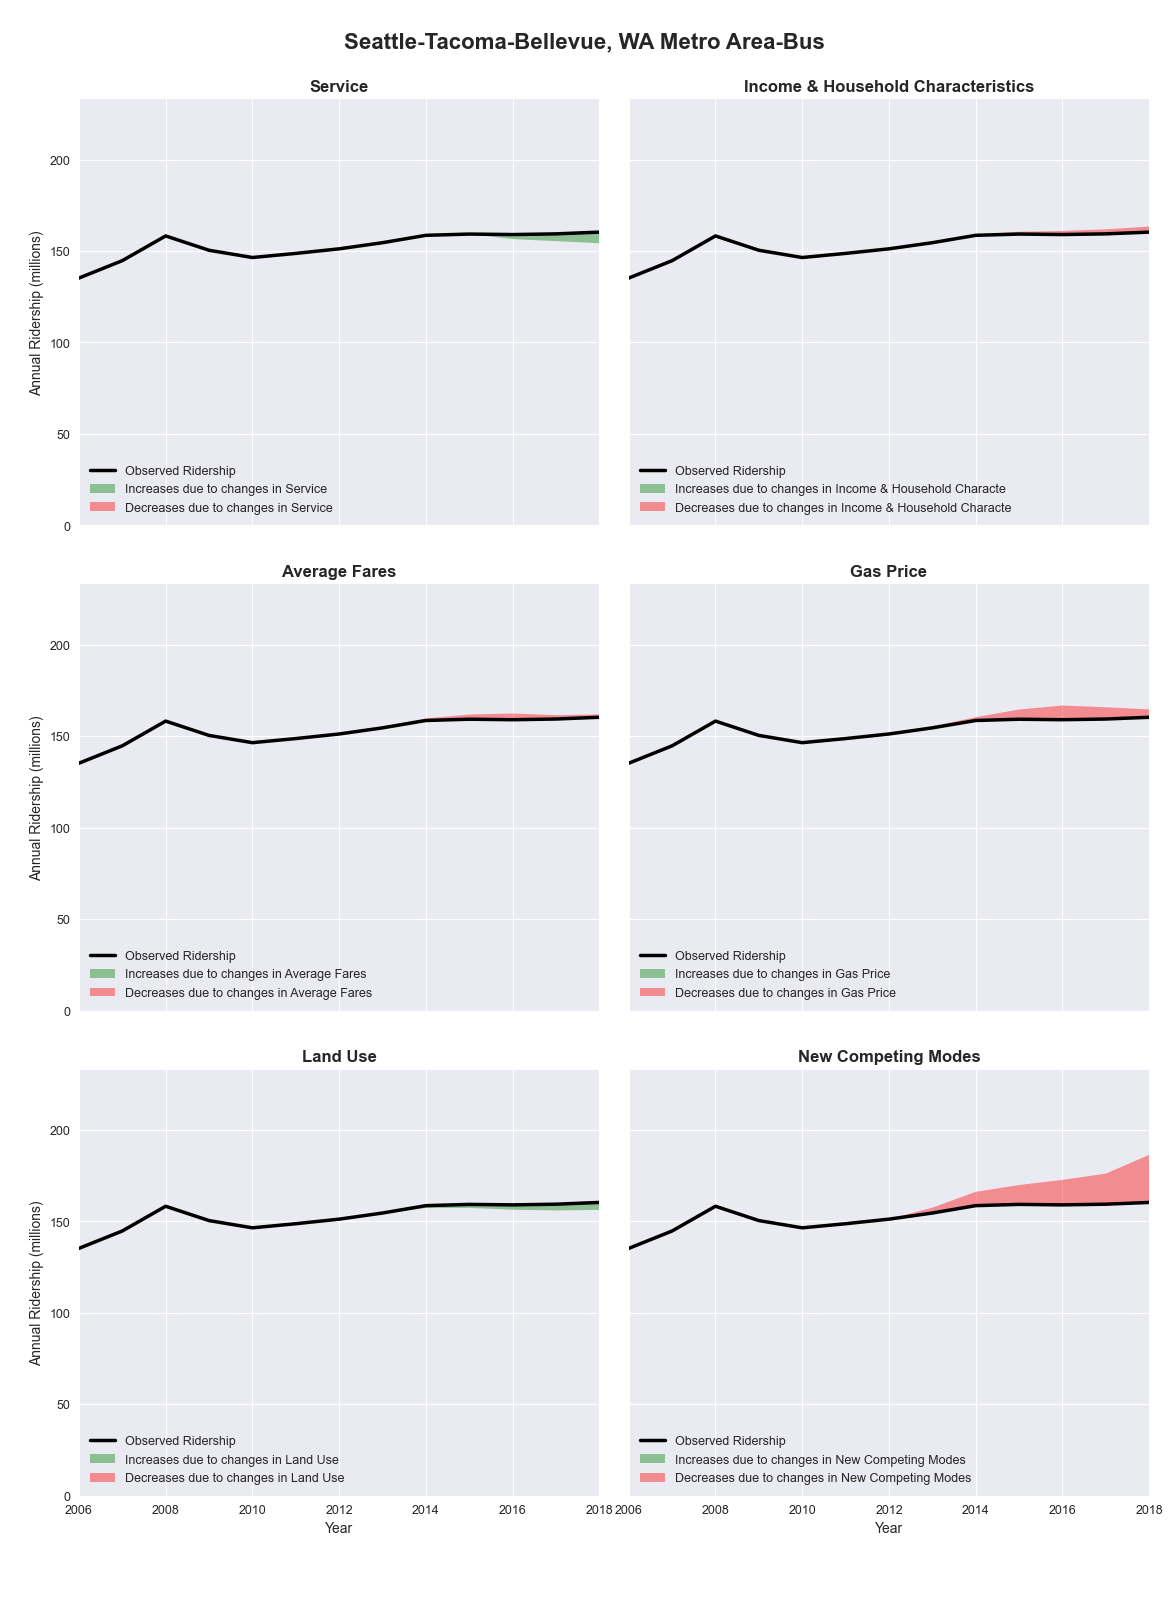 Seattle-Tacoma-Bellevue, WA Metro Area-Bus
Service
Income & Household Characteristics
200
150
100
50
0
Annual Ridership (millions)
Observed Ridership
Increases due to changes in Service
Decreases due to changes in Service
Observed Ridership
Increases due to changes in Income & Household Characte
Decreases due to changes in Income & Household Characte
Average Fares
Gas Price
200
150
100
50
0
Annual Ridership (millions)
Observed Ridership
Increases due to changes in Average Fares
Decreases due to changes in Average Fares
Observed Ridership
Increases due to changes in Gas Price
Decreases due to changes in Gas Price
Land Use
New Competing Modes
200
150
100
50
0
Annual Ridership (millions)
Observed Ridership
Increases due to changes in Land Use
Decreases due to changes in Land Use
Observed Ridership
Increases due to changes in New Competing Modes
Decreases due to changes in New Competing Modes
2006 2008 2010 2012 2014 2016 2018
2006 2008 2010 2012 2014 2016 2018
Year
Year